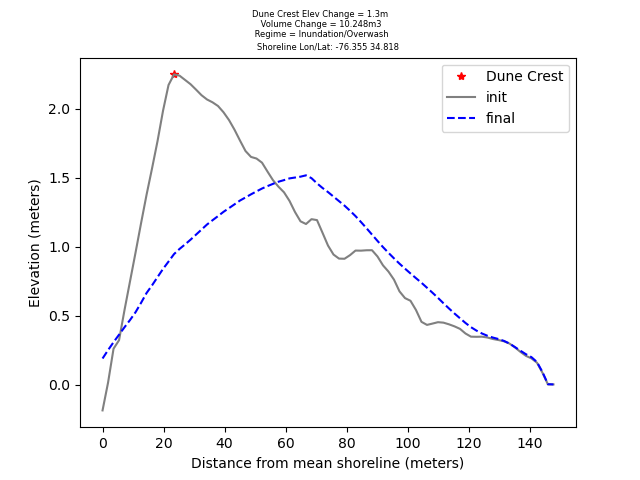 Dune Crest Elev Change = 1.3m
Volume Change = 10.248m3
Regime = Inundation/Overwash
Shoreline Lon/Lat: -76.355 34.818
Dune Crest
init
final
2.0
1.5
1.0
0.5
0.0
Elevation (meters)
0 20 40 60 80 100 120 140
Distance from mean shoreline (meters)